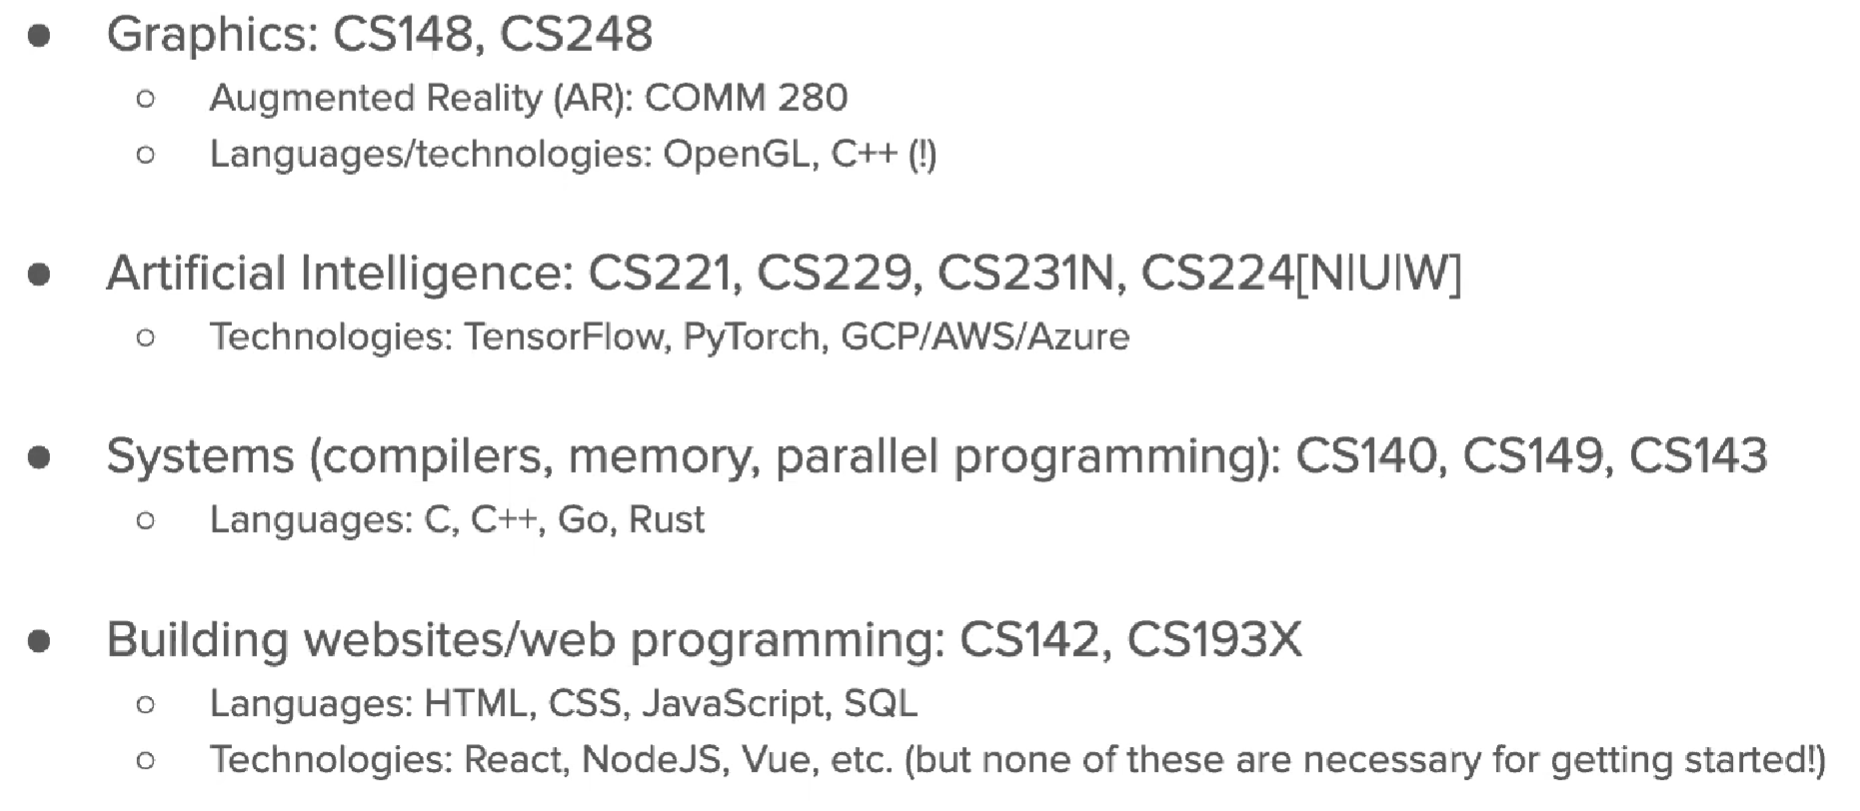 ● Graphics: CS148, CS248
○ Augmented Reality (AR): COMM 280
○ Languages/technologies: OpenGL, C++ (!)
● Artificial Intelligence: CS221, CS229, CS231N, CS224[N|U|W]
○ Technologies: TensorFlow, PyTorch, GCP/AWS/Azure
● Systems (compilers, memory, parallel programming): CS140, CS149, CS143
○ Languages: C, C++, Go, Rust
● Building websites/web programming: CS142, CS193X
○ Languages: HTML, CSS, JavaScript, SQL
○ Technologies: React, NodeJS, Vue, etc. (but none of these are necessary for getting started!)